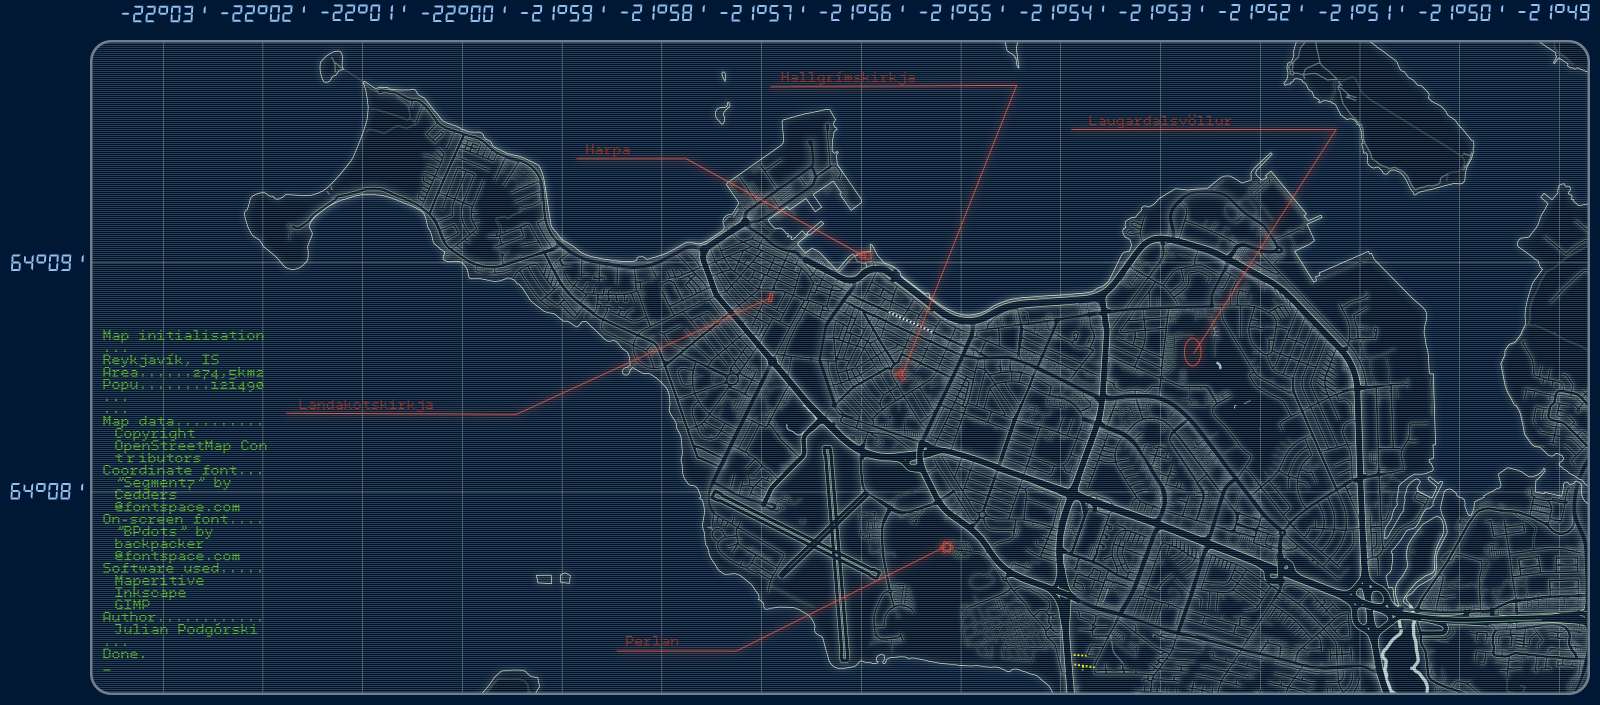 -22°03' -22°02' -22°01' -22°00' -21°59' -21°58' -21°57' -21°56' -21°55' -21°54' -21°53' -21°52' -21°51' -21°50' -21°49
Hallgrímskirkja
Laugardalsvöllur
Harpa
64°09'
Map initialisation
...
Reykjavík, IS
Area......274,5km2
Popu........121490
...
...
Landakotskirkja
Map data..........
Copyright
OpenStreetMap Con
tributors
Coordinate font...
"Segment7" by
Cedders
@fontspace.com
64°08'
On-screen font....
"BPdots" by
backpacker
@fontspace.com
Software used.....
Maperitive
Inkscape
GIMP
Author............
Julian Podgórski
...
Perlan
Done.
_